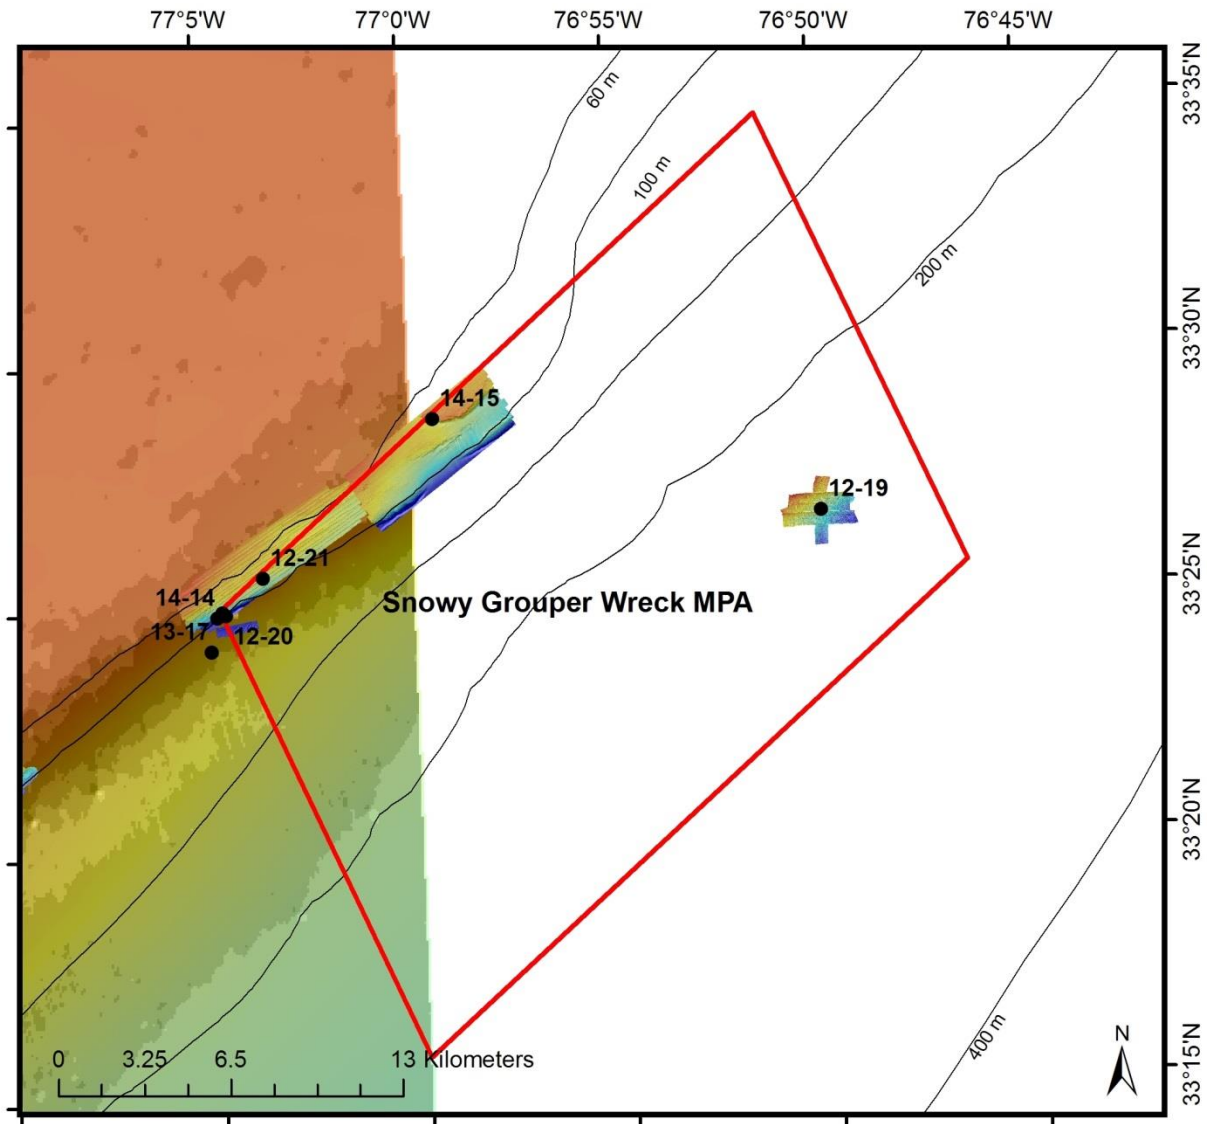 77°5'W
77°0'W
76°55'W
76°50'W
76°45'W
33°35'N
60 m
100 m
200 m
33°30'N
14-15
12-19
33°25'N
12-21
14-14
Snowy Grouper Wreck MPA
13-17
12-20
33°20'N
400 m
N
0 3.25 6.5 13 Kilometers
33°15'N